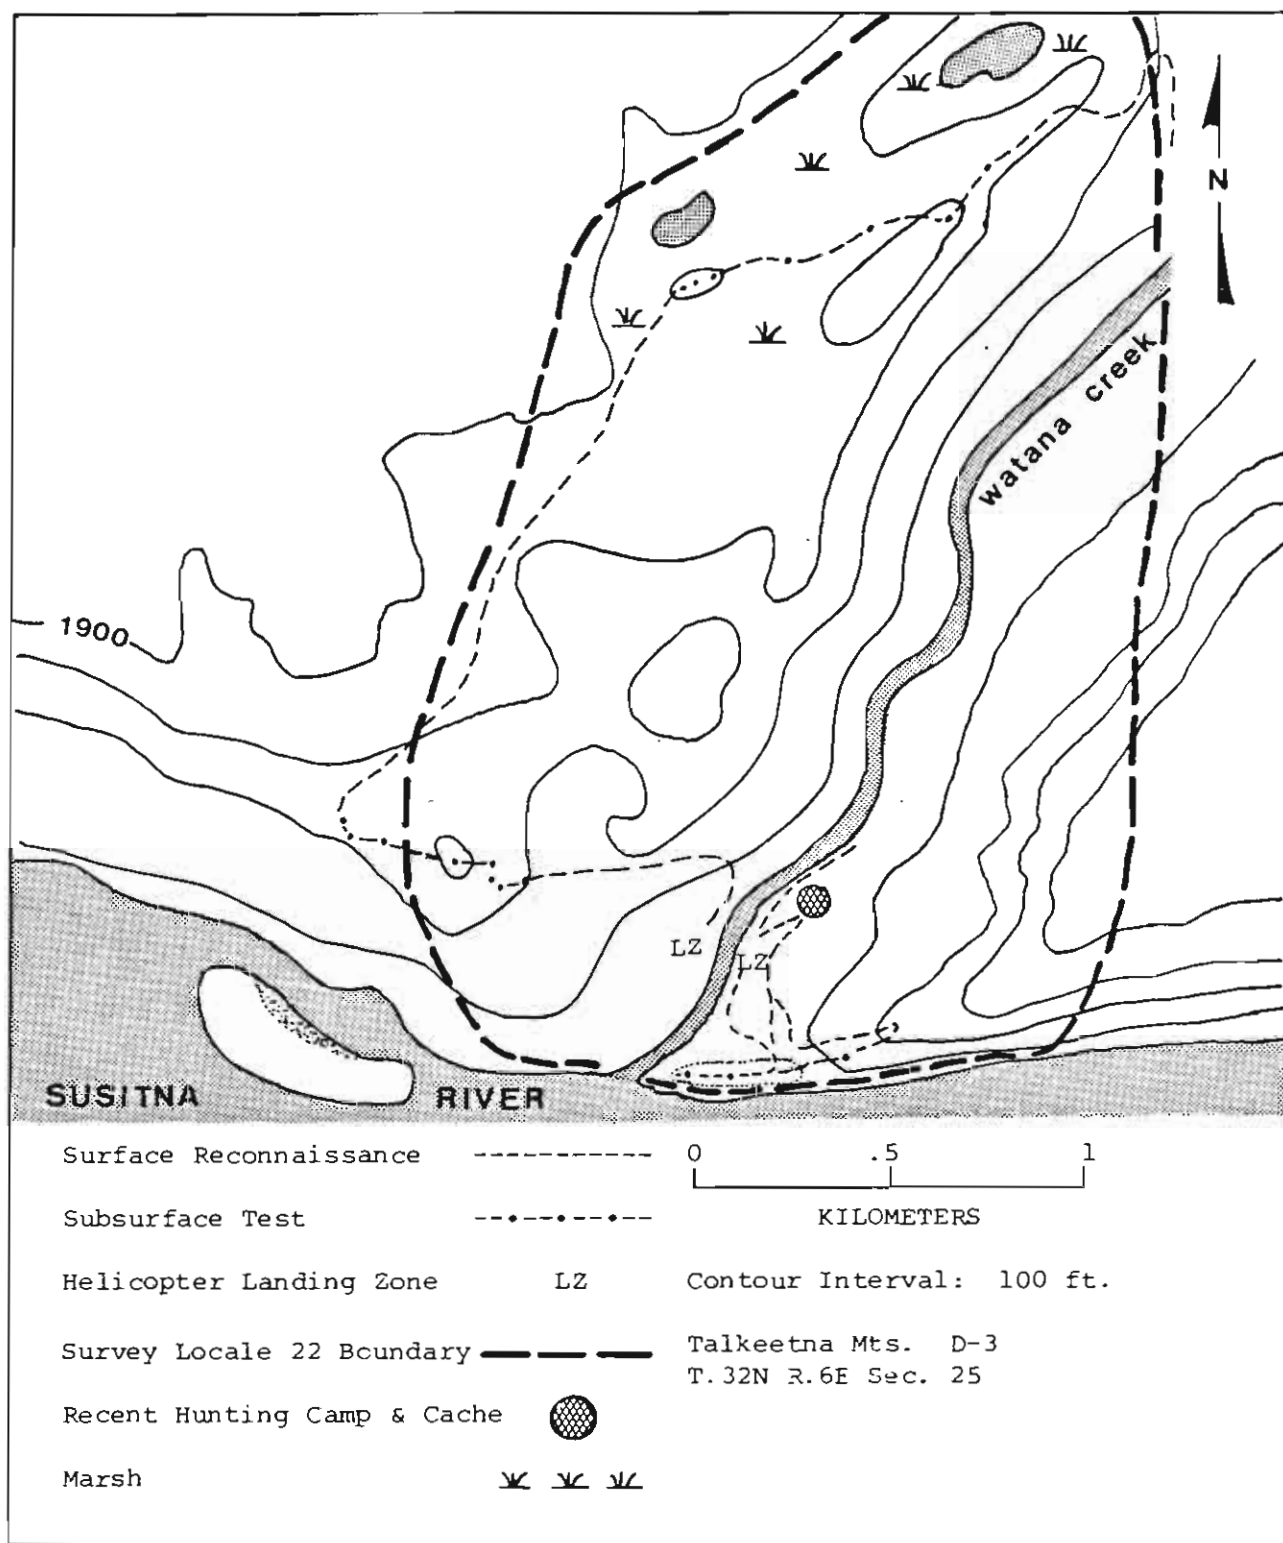 N
watana creek
1900
LZ
LZ
SUSITNA RIVER
Surface Reconnaissance
0 .5 1
Subsurface Test
KILOMETERS
Helicopter Landing Zone LZ
Contour Interval: 100 ft.
Survey Locale 22 Boundary
Talkeetna Mts. D-3
T.32N R.6E Sec. 25
Recent Hunting Camp & Cache
Marsh